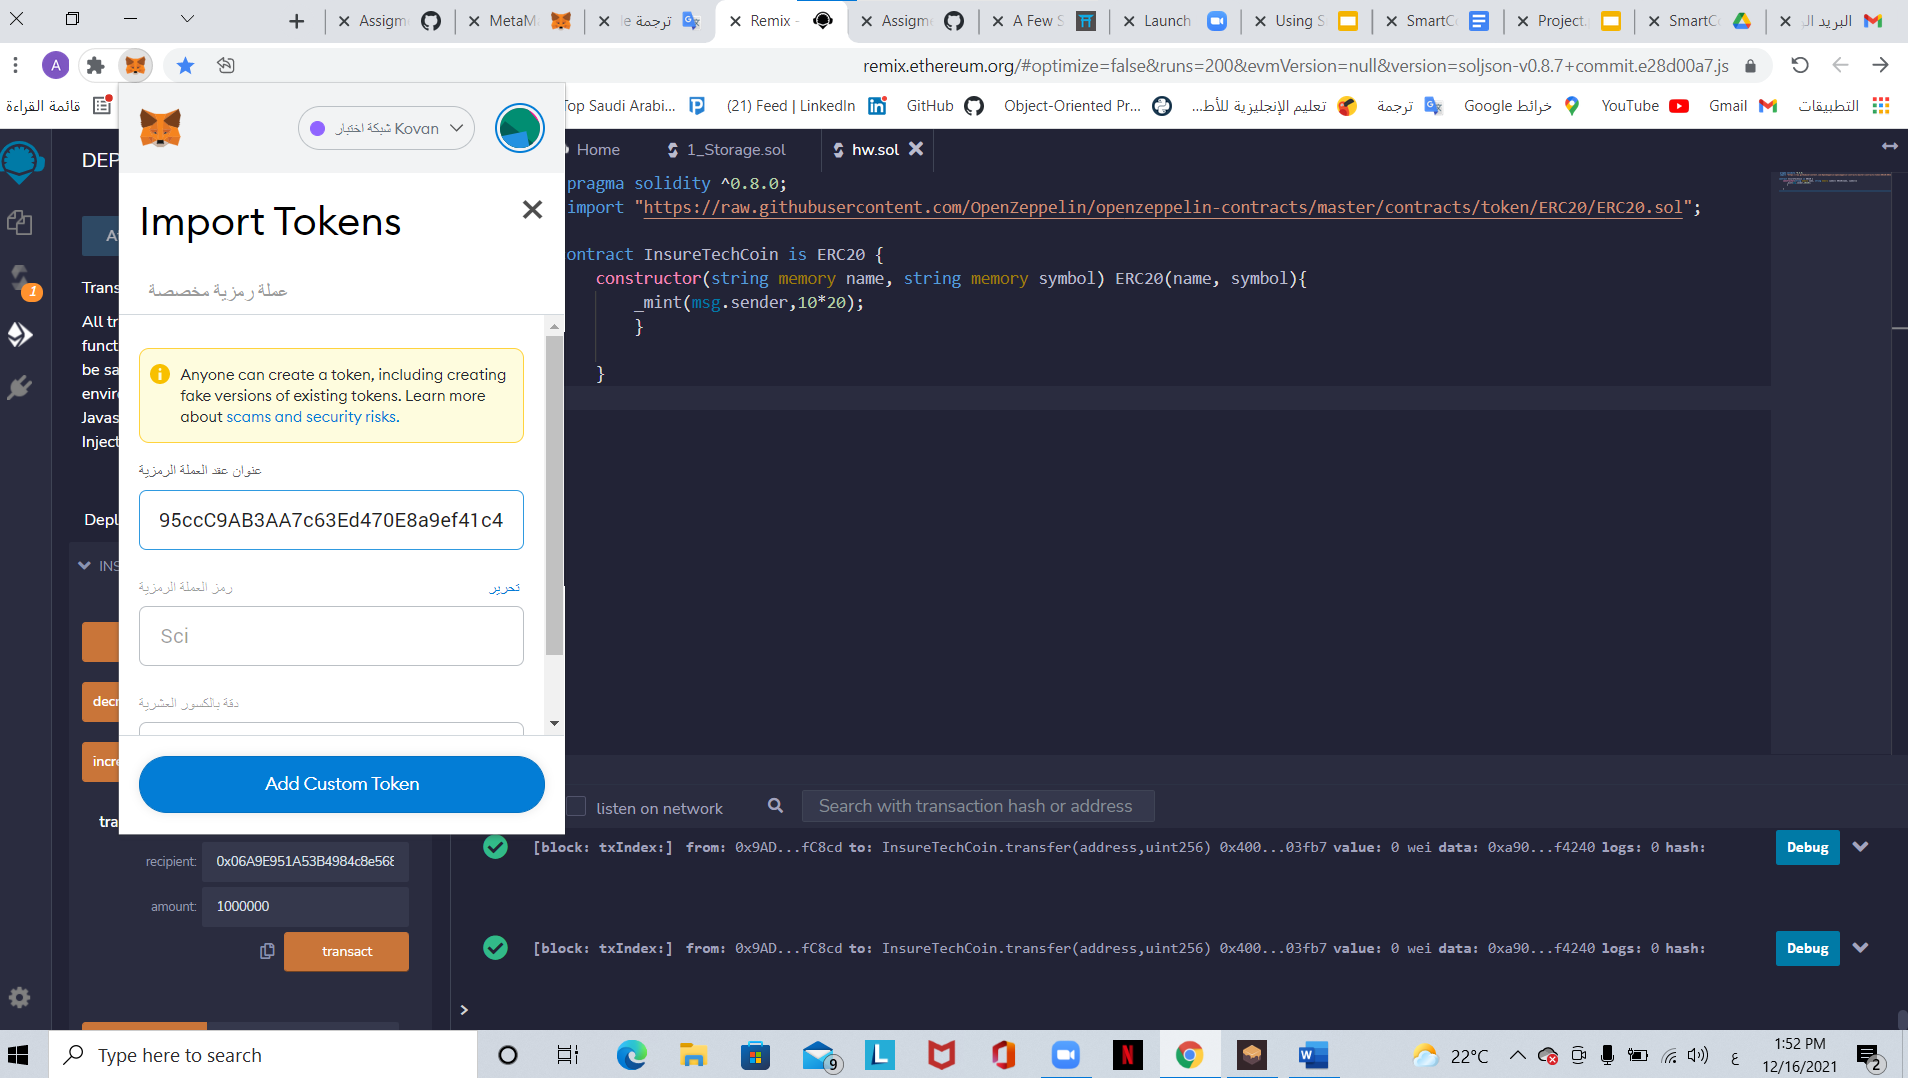 Assigm
MetaM
ترجمة
Remix -
Assigm
A Few S
Launch
Using S
SmartC
Project.
SmartC
البريد ال
A
remix.ethereum.org/#optimize=false&runs=200&evmVersion=null&version=soljson-v0.8.7+commit.e28d00a7.js
قائمة القراءة
Top Saudi Arabi...
(21) Feed | LinkedIn
GitHub
Object-Oriented Pr...
تعليم الإنجليزية للأط...
ترجمة
خرائط Google
YouTube
Gmail
التطبيقات
شبكة اختبار Kovan
Import Tokens
عملة رمزية مخصصة
Anyone can create a token, including creating
fake versions of existing tokens. Learn more
about scams and security risks.
عنوان عقد العملة الرمزية
95ccC9AB3AA7c63Ed470E8a9ef41c4
رمز العملة الرمزية
تحرير
Sci
دقة بالكسور العشرية
Add Custom Token
DEP
At
Trans
All tr
funct
be sa
envir
Javas
Inject
Depl
INS
decr
incre
tra
1
recipient:
0x06A9E951A53B4984c8e568
amount:
1000000
transact
Home
1_Storage.sol
hw.sol
pragma solidity ^0.8.0;
import "https://raw.githubusercontent.com/OpenZeppelin/openzeppelin-contracts/master/contracts/token/ERC20/ERC20.sol";
ontract InsureTechCoin is ERC20 {
constructor(string memory name, string memory symbol) ERC20(name, symbol){
_mint(msg.sender,10*20);
}
}
listen on network
Search with transaction hash or address
[block: txIndex:] from: 0x9AD...fC8cd to: InsureTechCoin.transfer(address,uint256) 0x400...03fb7 value: 0 wei data: 0xa90...f4240 logs: 0 hash:
Debug
[block: txIndex:] from: 0x9AD...fC8cd to: InsureTechCoin.transfer(address,uint256) 0x400...03fb7 value: 0 wei data: 0xa90...f4240 logs: 0 hash:
Debug
>
Type here to search
9
22°C
ع
1:52 PM
12/16/2021
2